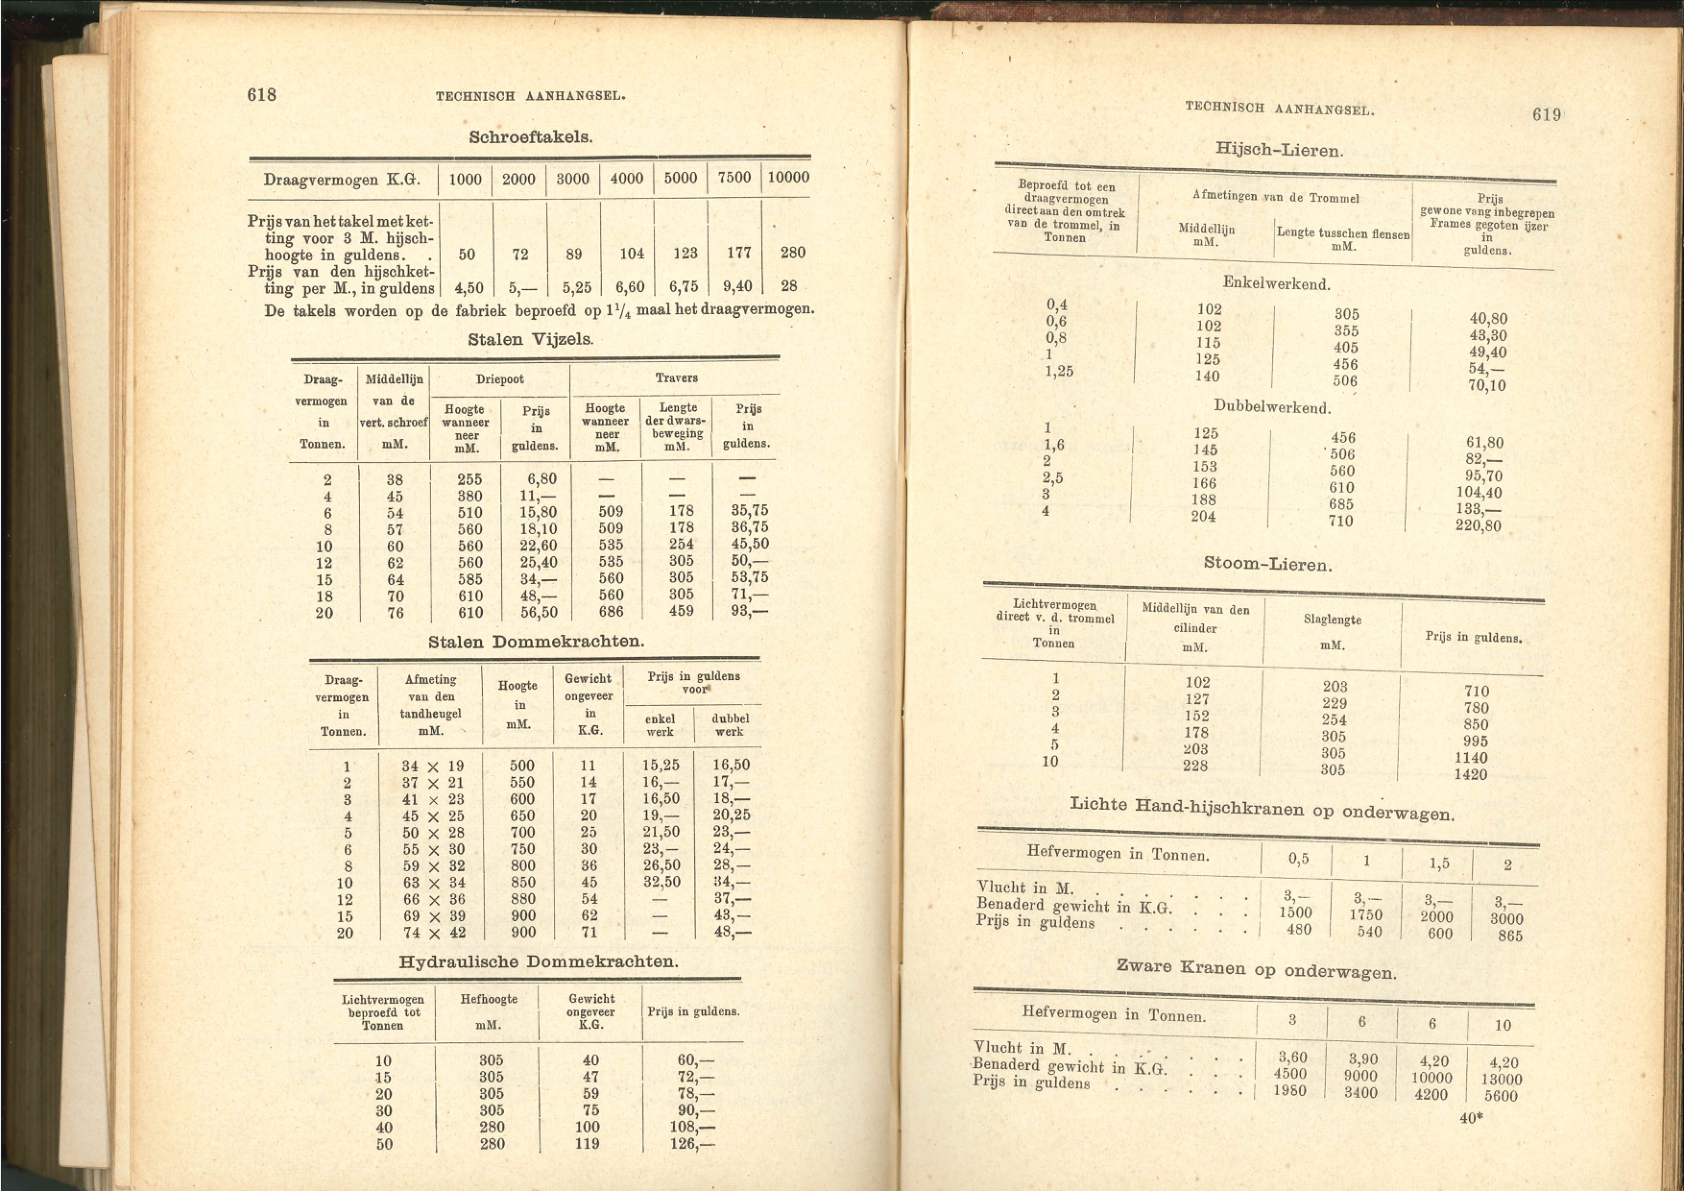 618
TECHNISCH AANHANGSEL.
Schroeftakels.
Draagvermogen K.G. 1000 2000 3000 4000 5000 7500 10000
Prijs van het takel met ket-
ting voor 3 M. hijsch-
hoogte in guldens. . 50 72 89 104 123 177 280
Prijs van den hijschket-
ting per M., in guldens 4,50 5,— 5,25 6,60 6,75 9,40 28
De takels worden op de fabriek beproefd op 1 1/4 maal het draagvermogen.
Stalen Vijzels.
Draag- Middellijn Driepoot Travers
vermogen van de
in vert. schroef
Tonnen. mM.
Hoogte Prijs Hoogte Lengte Prijs
wanneer in wanneer der dwars- in
neer guldens. neer beweging guldens.
mM. mM. mM.
2 38 255 6,80 — — —
4 45 380 11,— — — —
6 54 510 15,80 509 178 35,75
8 57 560 18,10 509 178 36,75
10 60 560 22,60 535 254 45,50
12 62 560 25,40 535 305 50,—
15 64 585 34,— 560 305 53,75
18 70 610 48,— 560 305 71,—
20 76 610 56,50 686 459 93,—
Stalen Dommekrachten.
Draag- Afmeting Hoogte Gewicht Prijs in guldens
vermogen van den in ongeveer voor
in tandheugel mM. in enkel dubbel
Tonnen. mM. K.G. werk werk
1 34 × 19 500 11 15,25 16,50
2 37 × 21 550 14 16,— 17,—
3 41 × 23 600 17 16,50 18,—
4 45 × 25 650 20 19,— 20,25
5 50 × 28 700 25 21,50 23,—
6 55 × 30 750 30 23,— 24,—
8 59 × 32 800 36 26,50 28,—
10 63 × 34 850 45 32,50 34,—
12 66 × 36 880 54 — 37,—
15 69 × 39 900 62 — 43,—
20 74 × 42 900 71 — 48,—
Hydraulische Dommekrachten.
Lichtvermogen Hefhoogte Gewicht Prijs in guldens.
beproefd tot ongeveer
Tonnen mM. K.G.
10 305 40 60,—
15 305 47 72,—
20 305 59 78,—
30 305 75 90,—
40 280 100 108,—
50 280 119 126,—
TECHNISCH AANHANGSEL.
619
Hijsch-Lieren.
Beproefd tot een Afmetingen van de Trommel Prijs
draagvermogen gewone vang inbegrepen
direct aan den omtrek Frames gegoten ijzer
van de trommel, in Middellijn Lengte tusschen flensen in
Tonnen mM. mM. guldens.
Enkelwerkend.
0,4 102 305 40,80
0,6 102 355 43,30
0,8 115 405 49,40
1 125 456 54,—
1,25 140 506 70,10
Dubbelwerkend.
1 125 456 61,80
1,6 145 506 82,—
2 153 560 95,70
2,5 166 610 104,40
3 188 685 133,—
4 204 710 220,80
Stoom-Lieren.
Lichtvermogen Middellijn van den Slaglengte Prijs in guldens.
direct v. d. trommel cilinder
in
Tonnen mM. mM.
1 102 203 710
2 127 229 780
3 152 254 850
4 178 305 995
5 203 305 1140
10 228 305 1420
Lichte Hand-hijschkranen op onderwagen.
Hefvermogen in Tonnen. 0,5 1 1,5 2
Vlucht in M. . . . . . . . 3,— 3,— 3,— 3,—
Benaderd gewicht in K.G. . . . 1500 1750 2000 3000
Prijs in guldens . . . . . . 480 540 600 865
Zware Kranen op onderwagen.
Hefvermogen in Tonnen. 3 6 6 10
Vlucht in M. . . . . . . . 3,60 3,90 4,20 4,20
Benaderd gewicht in K.G. . . . 4500 9000 10000 13000
Prijs in guldens . . . . . . 1980 3400 4200 5600
40*